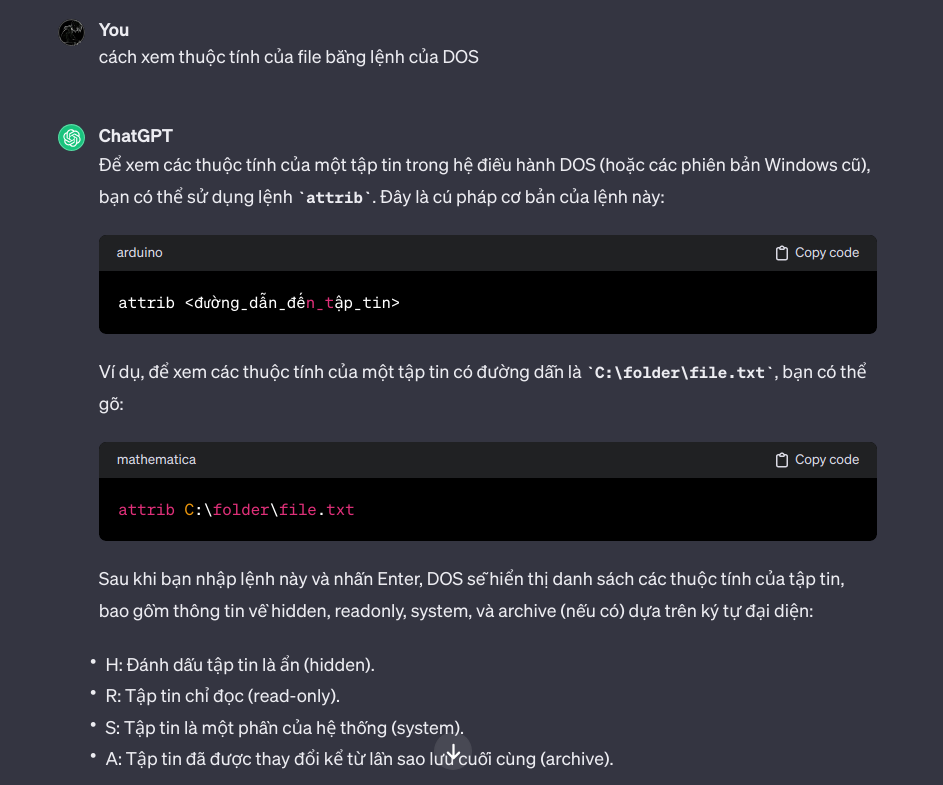 You
cách xem thuộc tính của file bằng lệnh của DOS
ChatGPT
Để xem các thuộc tính của một tập tin trong hệ điều hành DOS (hoặc các phiên bản Windows cũ),
bạn có thể sử dụng lệnh `attrib`. Đây là cú pháp cơ bản của lệnh này:
arduino
Copy code
attrib <đường_dẫn_đến_tập_tin>
Ví dụ, để xem các thuộc tính của một tập tin có đường dẫn là `C:\folder\file.txt`, bạn có thể
gõ:
mathematica
Copy code
attrib C:\folder\file.txt
Sau khi bạn nhập lệnh này và nhấn Enter, DOS sẽ hiển thị danh sách các thuộc tính của tập tin,
bao gồm thông tin về hidden, readonly, system, và archive (nếu có) dựa trên ký tự đại diện:
• H: Đánh dấu tập tin là ẩn (hidden).
• R: Tập tin chỉ đọc (read-only).
• S: Tập tin là một phần của hệ thống (system).
• A: Tập tin đã được thay đổi kể từ lần sao lưu cuối cùng (archive).